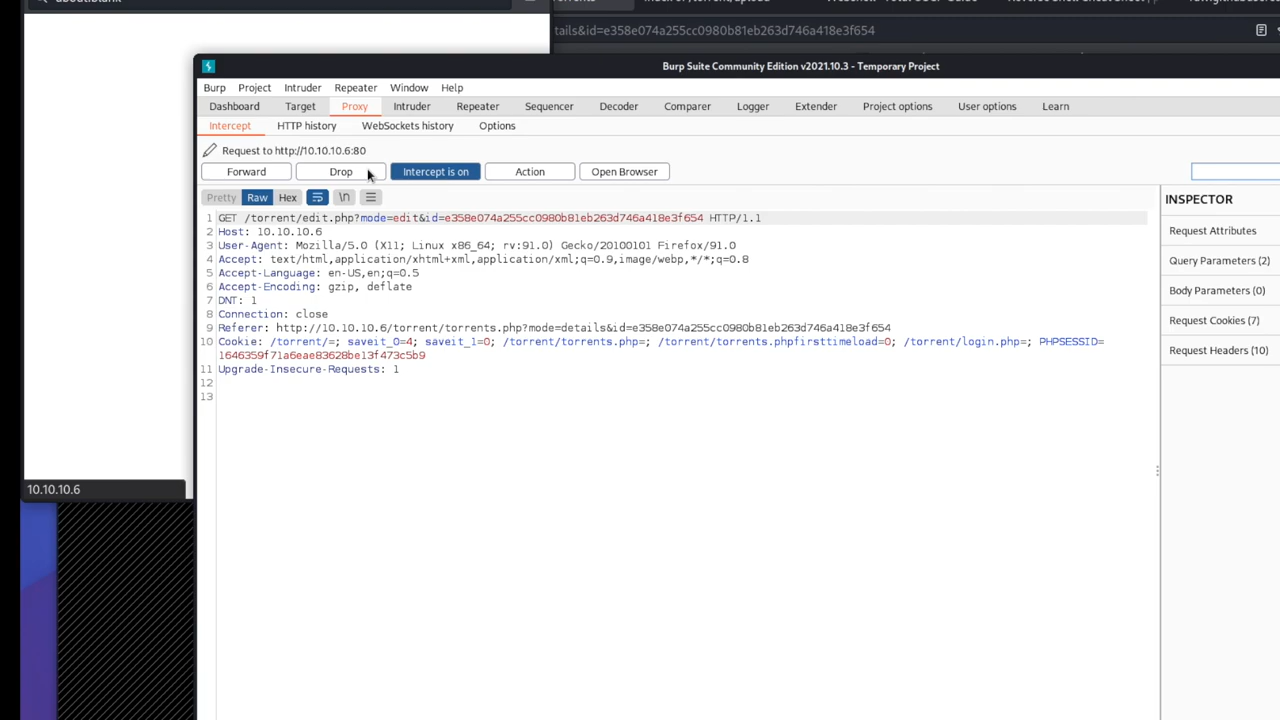 tails&id=e358e074a255cc0980b81eb263d746a418e3f654
Burp Suite Community Edition v2021.10.3 - Temporary Project
Burp Project Intruder Repeater Window Help
Dashboard Target Proxy Intruder Repeater Sequencer Decoder Comparer Logger Extender Project options User options Learn
Intercept HTTP history WebSockets history Options
Request to http://10.10.10.6:80
Forward Drop Intercept is on Action Open Browser
Pretty Raw Hex \n
INSPECTOR
1 GET /torrent/edit.php?mode=edit&id=e358e074a255cc0980b81eb263d746a418e3f654 HTTP/1.1
2 Host: 10.10.10.6
3 User-Agent: Mozilla/5.0 (X11; Linux x86_64; rv:91.0) Gecko/20100101 Firefox/91.0
4 Accept: text/html,application/xhtml+xml,application/xml;q=0.9,image/webp,*/*;q=0.8
5 Accept-Language: en-US,en;q=0.5
6 Accept-Encoding: gzip, deflate
7 DNT: 1
8 Connection: close
9 Referer: http://10.10.10.6/torrent/torrents.php?mode=details&id=e358e074a255cc0980b81eb263d746a418e3f654
10 Cookie: /torrent/=; saveit_0=4; saveit_1=0; /torrent/torrents.php=; /torrent/torrents.phpfirsttimeload=0; /torrent/login.php=; PHPSESSID=
1646359f71a6eae83628be13f473c5b9
11 Upgrade-Insecure-Requests: 1
12
13
Request Attributes
Query Parameters (2)
Body Parameters (0)
Request Cookies (7)
Request Headers (10)
10.10.10.6